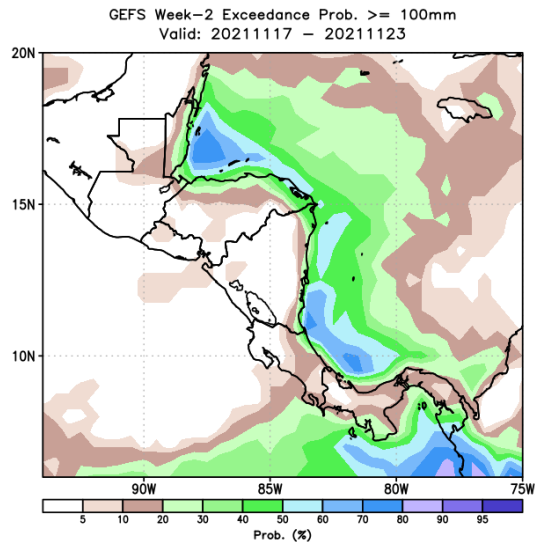 GEFS Week-2 Exceedance Prob. >= 100mm
Valid: 20211117 - 20211123
20N
15N
10N
90W 85W 80W 75W
5 10 20 30 40 50 60 70 80 90 95
Prob. (%)